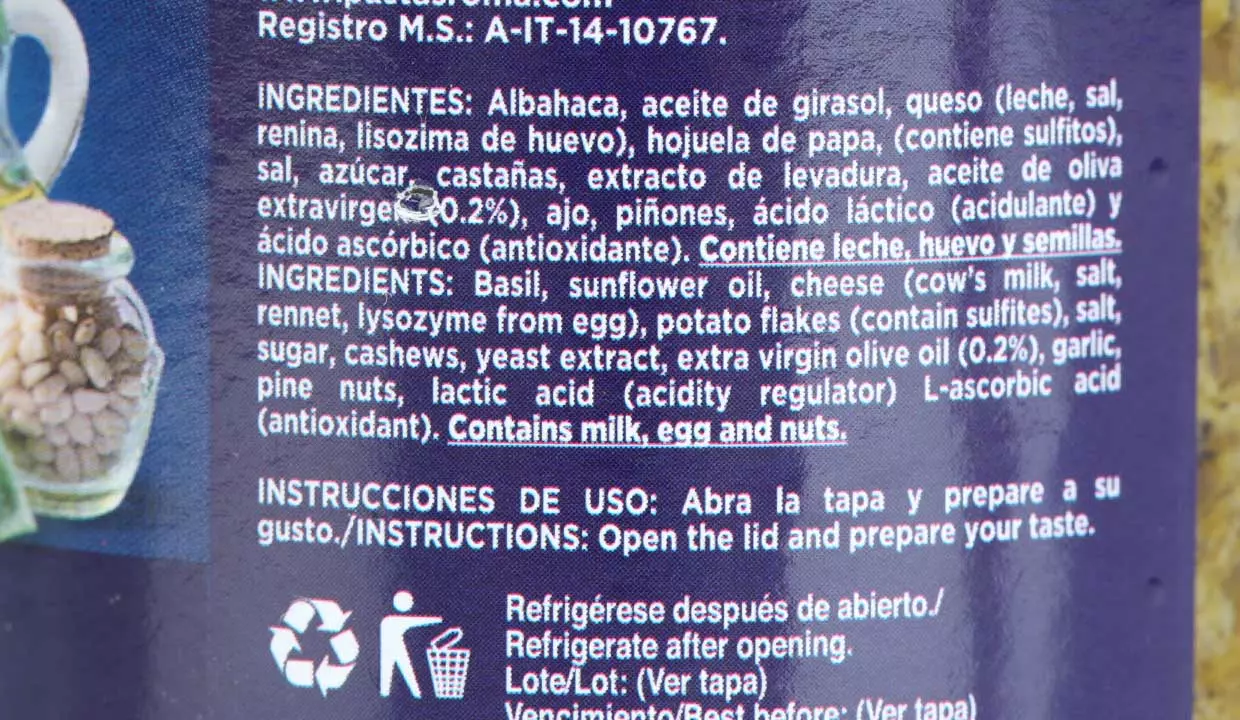 Registro M.S.: A-IT-14-10767.
INGREDIENTES: Albahaca, aceite de girasol, queso (leche, sal,
renina, lisozima de huevo), hojuela de papa, (contiene sulfitos),
sal, azúcar, castañas, extracto de levadura, aceite de oliva
extravirgen (0.2%), ajo, piñones, ácido láctico (acidulante) y
ácido ascórbico (antioxidante). Contiene leche, huevo y semillas.
INGREDIENTS: Basil, sunflower oil, cheese (cow's milk, salt,
rennet, lysozyme from egg), potato flakes (contain sulfites), salt,
sugar, cashews, yeast extract, extra virgin olive oil (0.2%), garlic,
pine nuts, lactic acid (acidity regulator) L-ascorbic acid
(antioxidant). Contains milk, egg and nuts.
INSTRUCCIONES DE USO: Abra la tapa y prepare a su
gusto./INSTRUCTIONS: Open the lid and prepare your taste.
Refrigérese después de abierto./
Refrigerate after opening.
Lote/Lot: (Ver tapa)
Vencimiento/Best before: (Ver tapa)